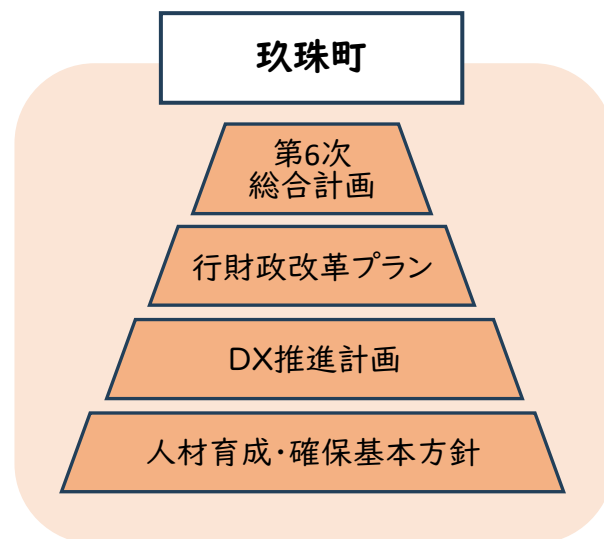 玖珠町
第6次
総合計画
行財政改革プラン
DX推進計画
人材育成・確保基本方針